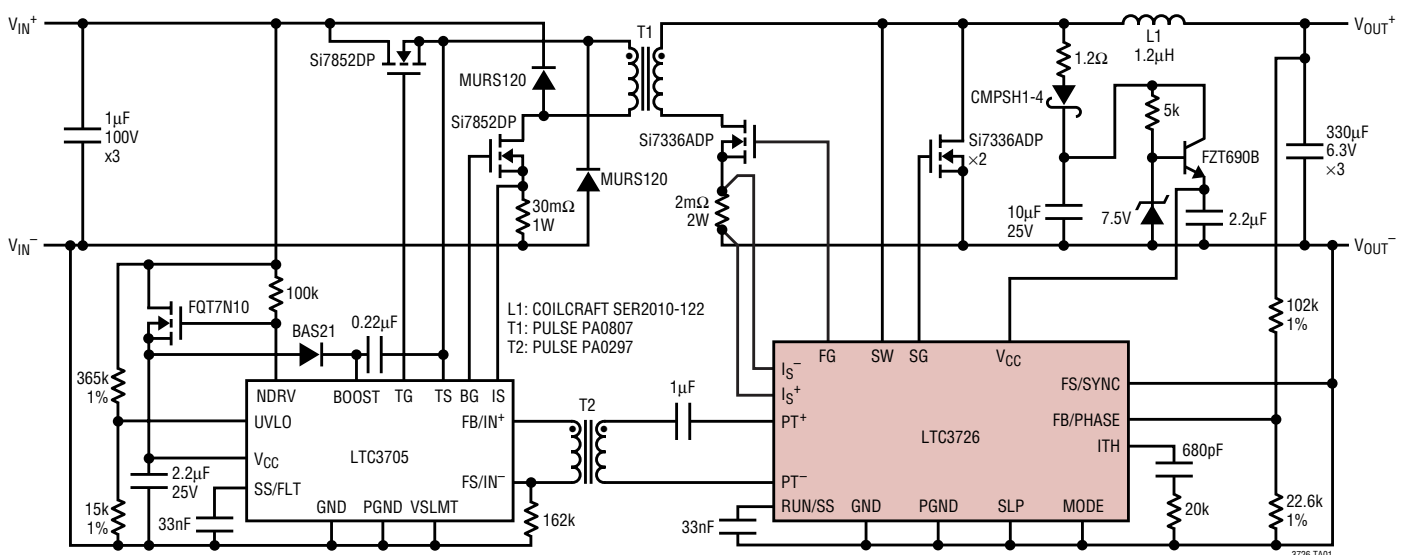 VIN+
T1
VOUT+
L1
1.2µH
Si7852DP
1.2Ω
MURS120
CMPSH1-4
1µF
100V
x3
5k
Si7852DP
Si7336ADP
Si7336ADP
×2
FZT690B
330µF
6.3V
×3
MURS120
30mΩ
1W
2mΩ
2W
10µF
25V
7.5V
2.2µF
VIN−
VOUT−
100k
FQT7N10
L1: COILCRAFT SER2010-122
T1: PULSE PA0807
T2: PULSE PA0297
BAS21
0.22µF
102k
1%
365k
1%
NDRV
BOOST
TG
TS
BG
IS
FG
SW
SG
VCC
IS−
IS+
FS/SYNC
UVLO
FB/IN+
T2
1µF
PT+
FB/PHASE
LTC3705
LTC3726
ITH
VCC
2.2µF
25V
680pF
SS/FLT
FS/IN−
PT−
15k
1%
GND
PGND
VSLMT
RUN/SS
GND
PGND
SLP
MODE
22.6k
1%
33nF
162k
33nF
20k
3726 TA01